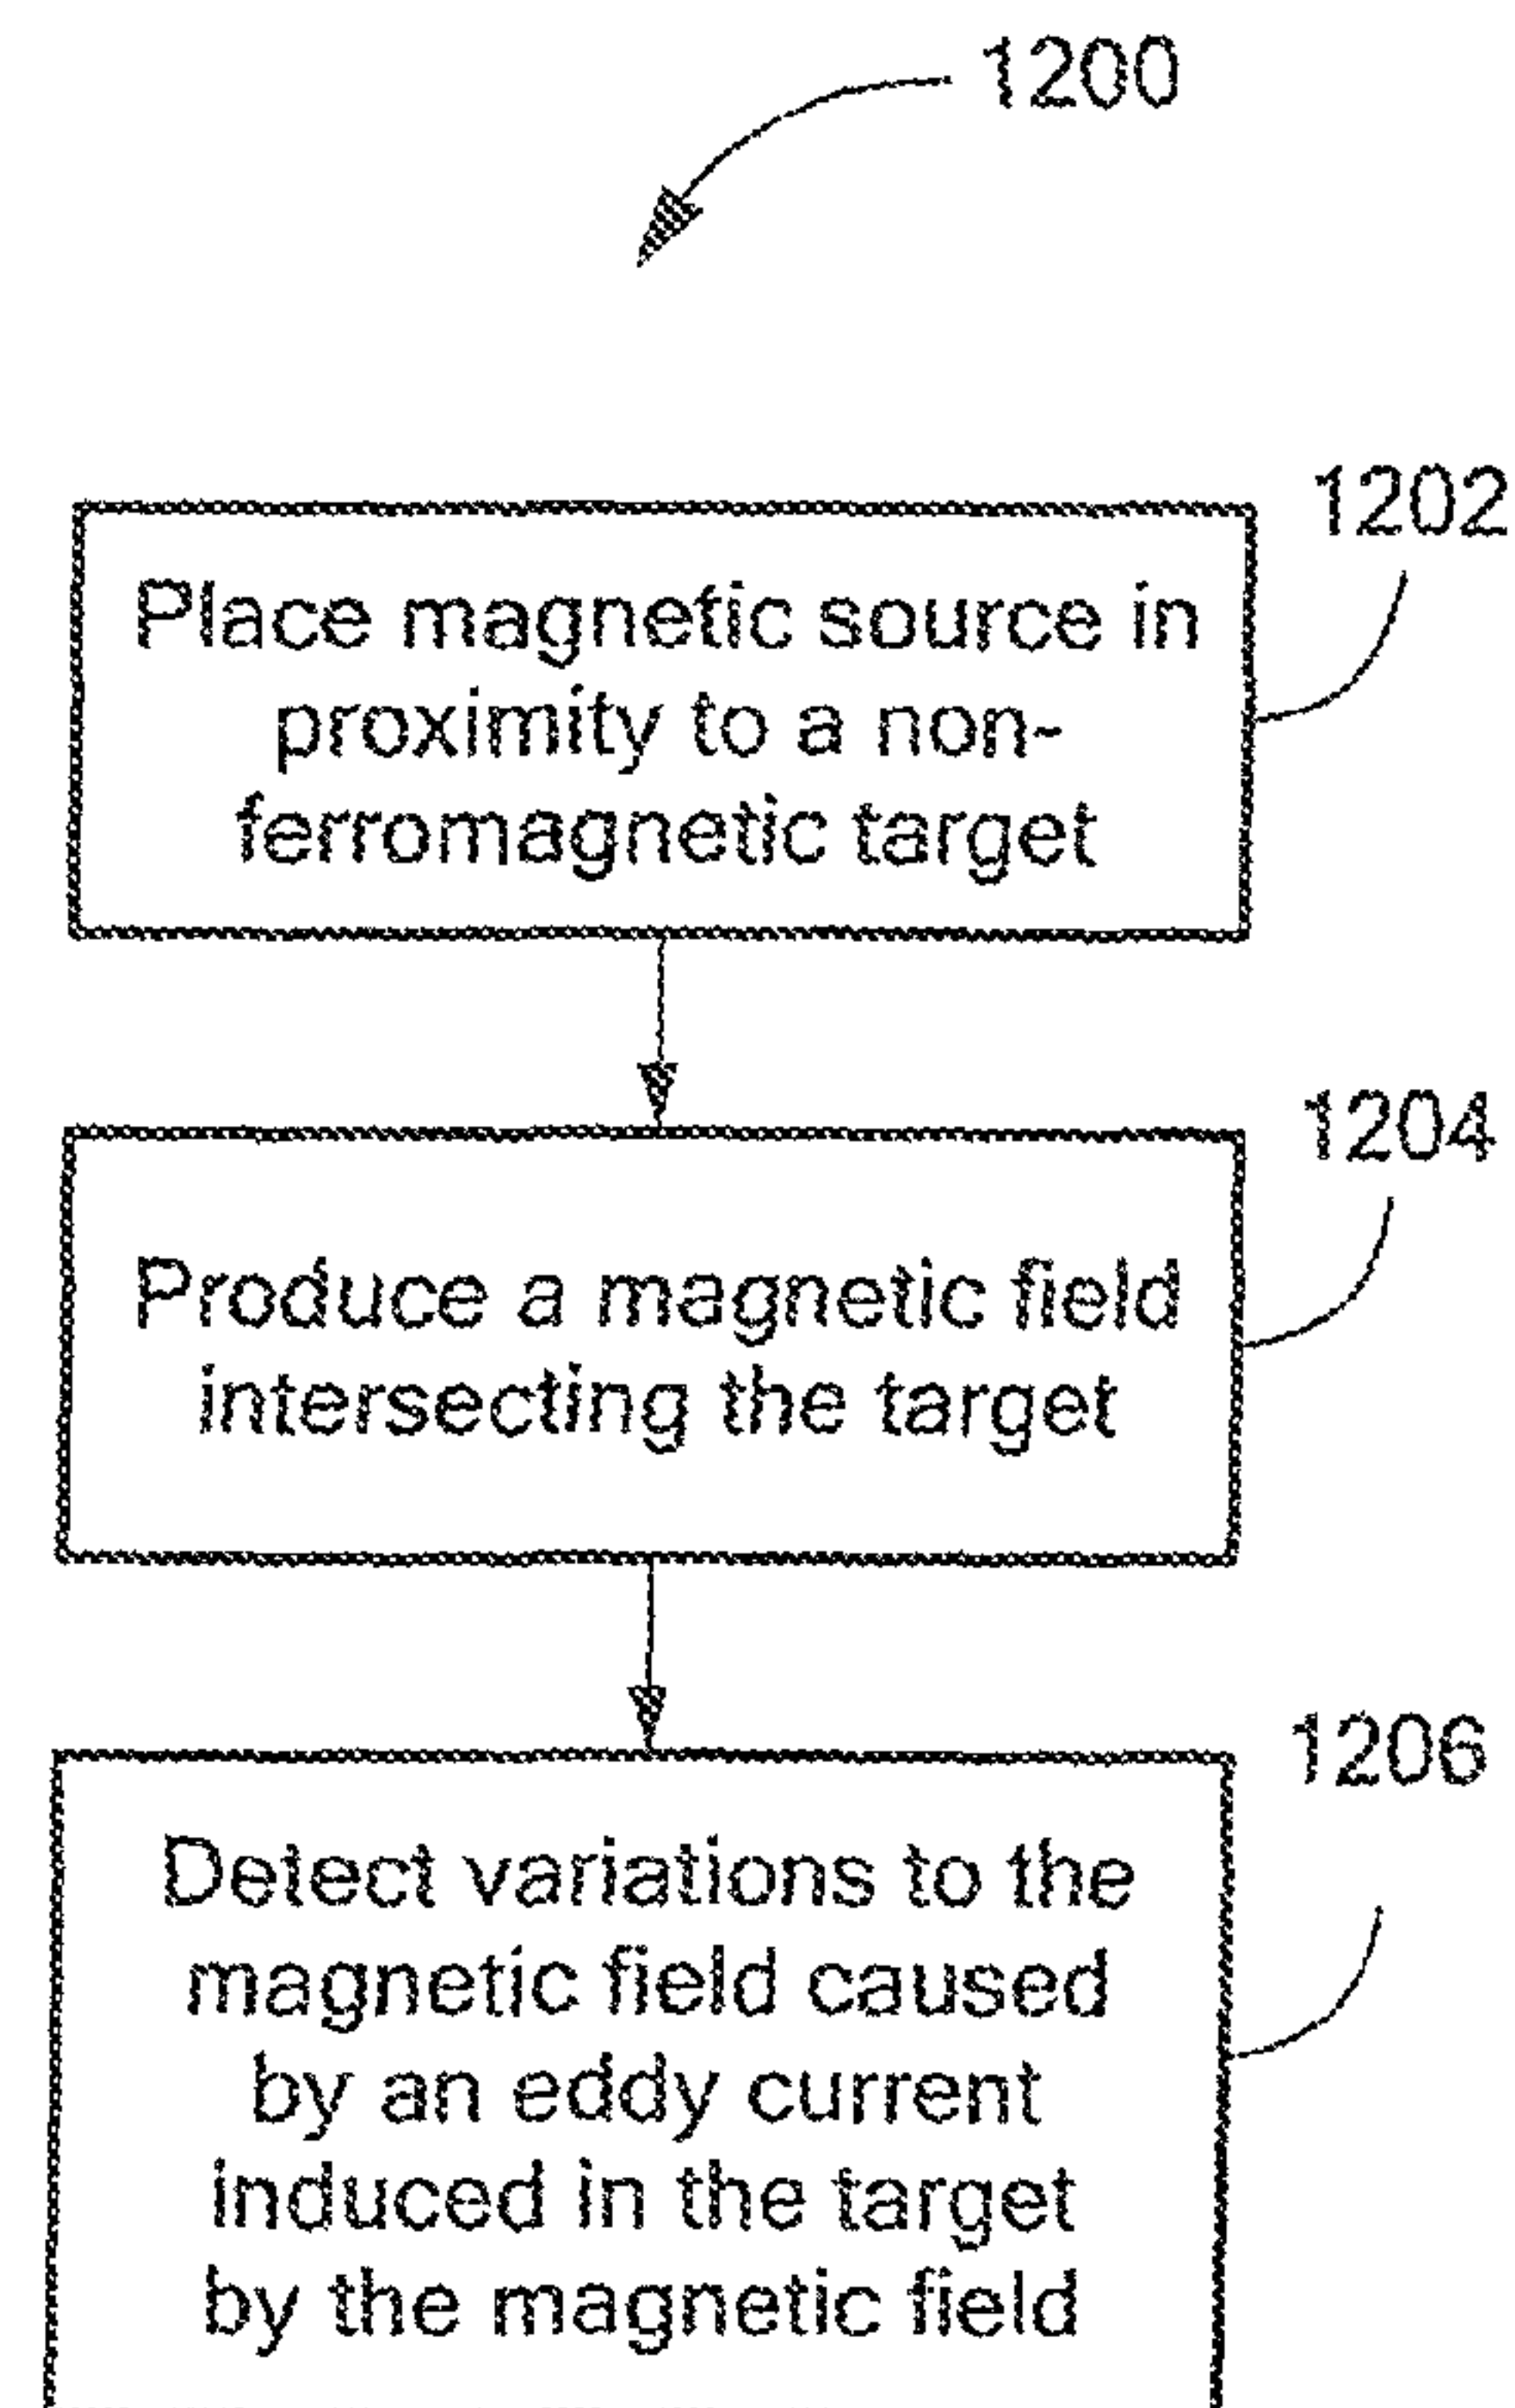 1200
1202
Place magnetic source in
proximity to a non-
ferromagnetic target
1204
Produce a magnetic field
intersecting the target
1206
Detect variations to the
magnetic field caused
by an eddy current
induced in the target
by the magnetic field